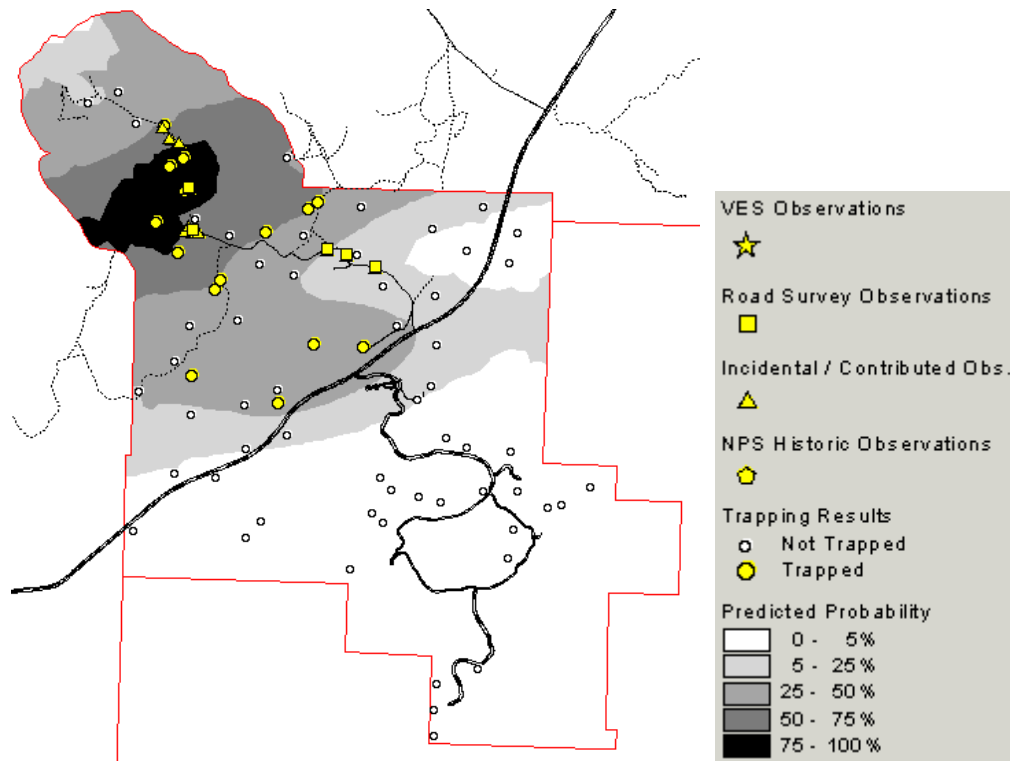 VES Observations
Road Survey Observations
Incidental / Contributed Obs.
NPS Historic Observations
Trapping Results
Not Trapped
Trapped
Predicted Probability
0 - 5%
5 - 25%
25 - 50%
50 - 75%
75 - 100%